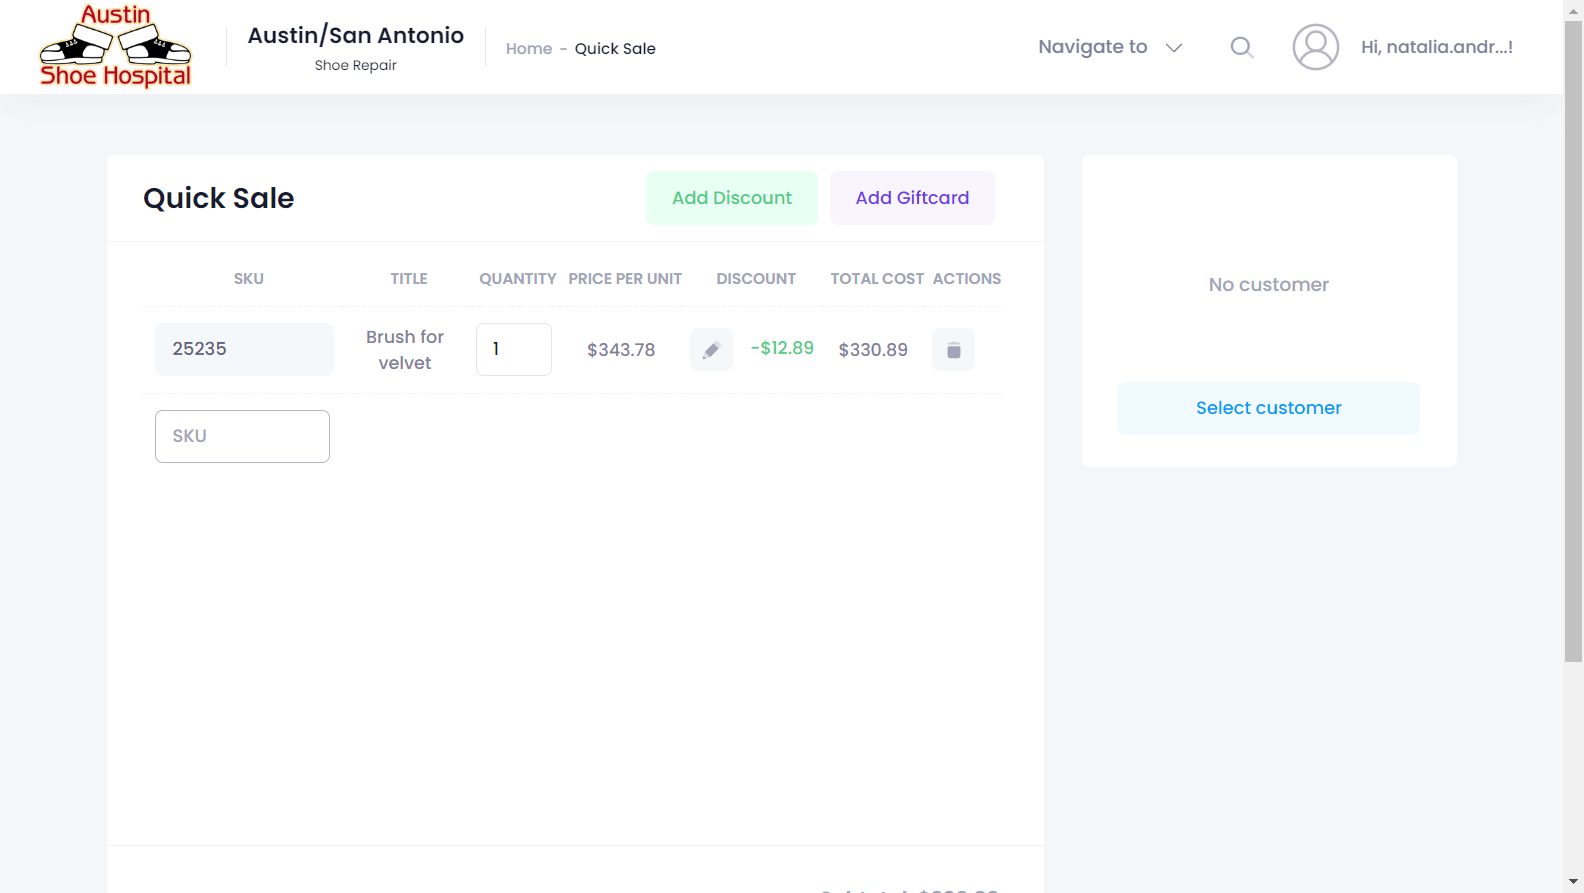 Austin
Shoe Hospital
Austin/San Antonio
Shoe Repair
Home - Quick Sale
Navigate to
Hi, natalia.andr...!
Quick Sale
Add Discount
Add Giftcard
SKU TITLE QUANTITY PRICE PER UNIT DISCOUNT TOTAL COST ACTIONS
25235 Brush for velvet 1 $343.78 -$12.89 $330.89
SKU
No customer
Select customer